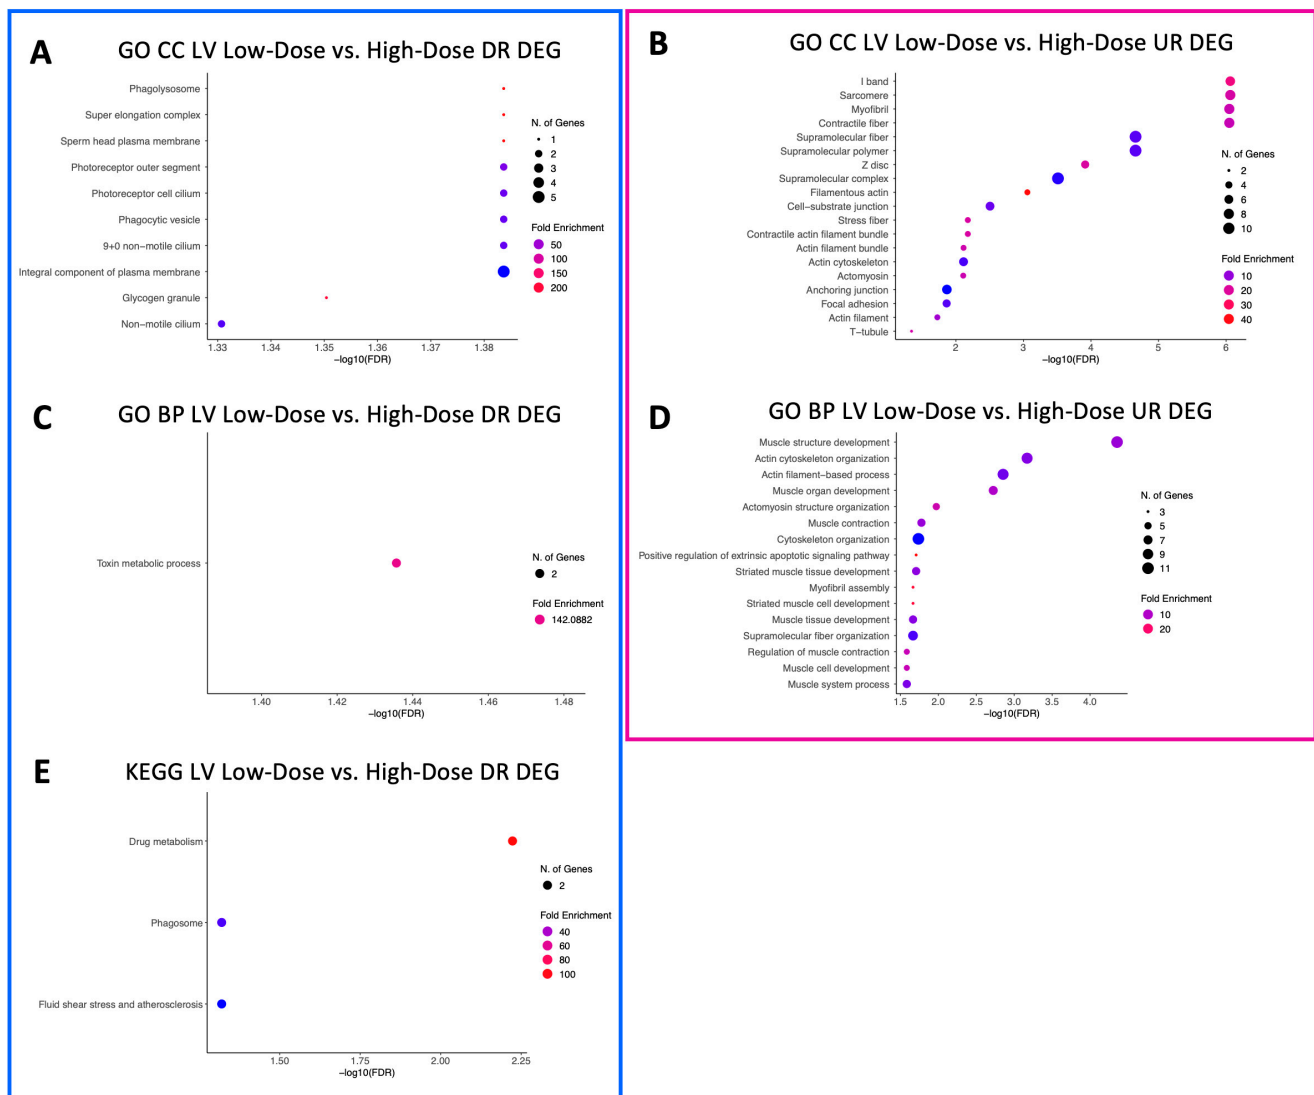 A
GO CC LV Low-Dose vs. High-Dose DR DEG
Phagolysosome
Super elongation complex
Sperm head plasma membrane
Photoreceptor outer segment
Photoreceptor cell cilium
Phagocytic vesicle
9+0 non−motile cilium
Integral component of plasma membrane
Glycogen granule
Non−motile cilium
1.33 1.34 1.35 1.36 1.37 1.38
−log10(FDR)
N. of Genes
1
2
3
4
5
Fold Enrichment
50
100
150
200
B
GO CC LV Low-Dose vs. High-Dose UR DEG
I band
Sarcomere
Myofibril
Contractile fiber
Supramolecular fiber
Supramolecular polymer
Z disc
Supramolecular complex
Filamentous actin
Cell−substrate junction
Stress fiber
Contractile actin filament bundle
Actin filament bundle
Actin cytoskeleton
Actomyosin
Anchoring junction
Focal adhesion
Actin filament
T−tubule
2 3 4 5 6
−log10(FDR)
N. of Genes
2
4
6
8
10
Fold Enrichment
10
20
30
40
C
GO BP LV Low-Dose vs. High-Dose DR DEG
Toxin metabolic process
1.40 1.42 1.44 1.46 1.48
−log10(FDR)
N. of Genes
2
Fold Enrichment
142.0882
D
GO BP LV Low-Dose vs. High-Dose UR DEG
Muscle structure development
Actin cytoskeleton organization
Actin filament−based process
Muscle organ development
Actomyosin structure organization
Muscle contraction
Cytoskeleton organization
Positive regulation of extrinsic apoptotic signaling pathway
Striated muscle tissue development
Myofibril assembly
Striated muscle cell development
Muscle tissue development
Supramolecular fiber organization
Regulation of muscle contraction
Muscle cell development
Muscle system process
1.5 2.0 2.5 3.0 3.5 4.0
−log10(FDR)
N. of Genes
3
5
7
9
11
Fold Enrichment
10
20
E
KEGG LV Low-Dose vs. High-Dose DR DEG
Drug metabolism
Phagosome
Fluid shear stress and atherosclerosis
1.50 1.75 2.00 2.25
−log10(FDR)
N. of Genes
2
Fold Enrichment
40
60
80
100